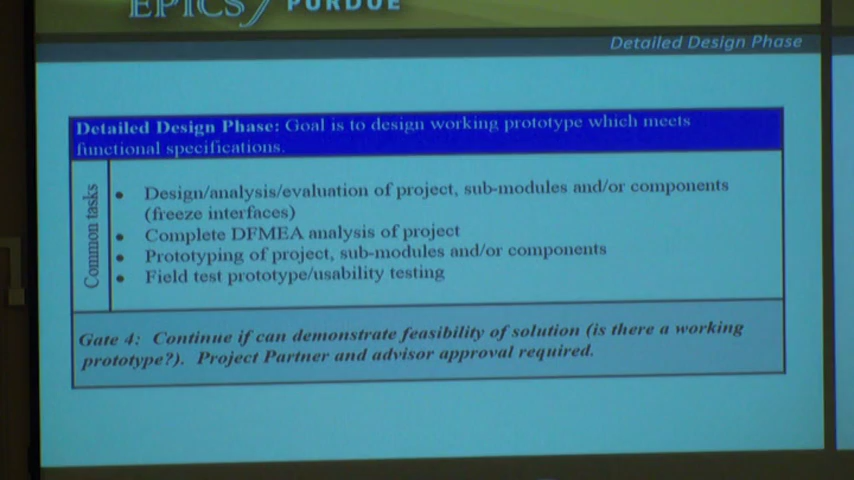 EPICS PURDUE
Detailed Design Phase
Detailed Design Phase: Goal is to design working prototype which meets
functional specifications.
Common tasks
• Design/analysis/evaluation of project, sub-modules and/or components
(freeze interfaces)
• Complete DFMEA analysis of project
• Prototyping of project, sub-modules and/or components
• Field test prototype/usability testing
Gate 4: Continue if can demonstrate feasibility of solution (is there a working
prototype?). Project Partner and advisor approval required.